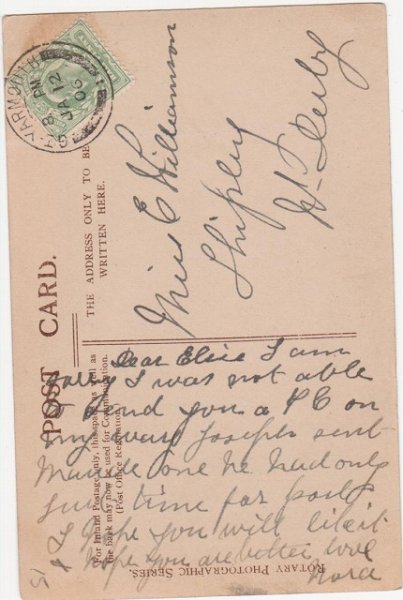 POST CARD.
THE ADDRESS ONLY TO BE
WRITTEN HERE.
For Inland Postage only, this space, as well as
the back may now be used for Communication.
(Post Office Regulation).
ROTARY PHOTOGRAPHIC SERIES.
GT YARMOUTH
8 PM
JA 12
06
Miss E Williamson
Shipley
Nr Derby
Dear Elsie I am
sorry I was not able
to send you a PC on
my way Joseph sent
Maude one he had only
just time for post
I hope you will like it
& hope you are better love
Nora